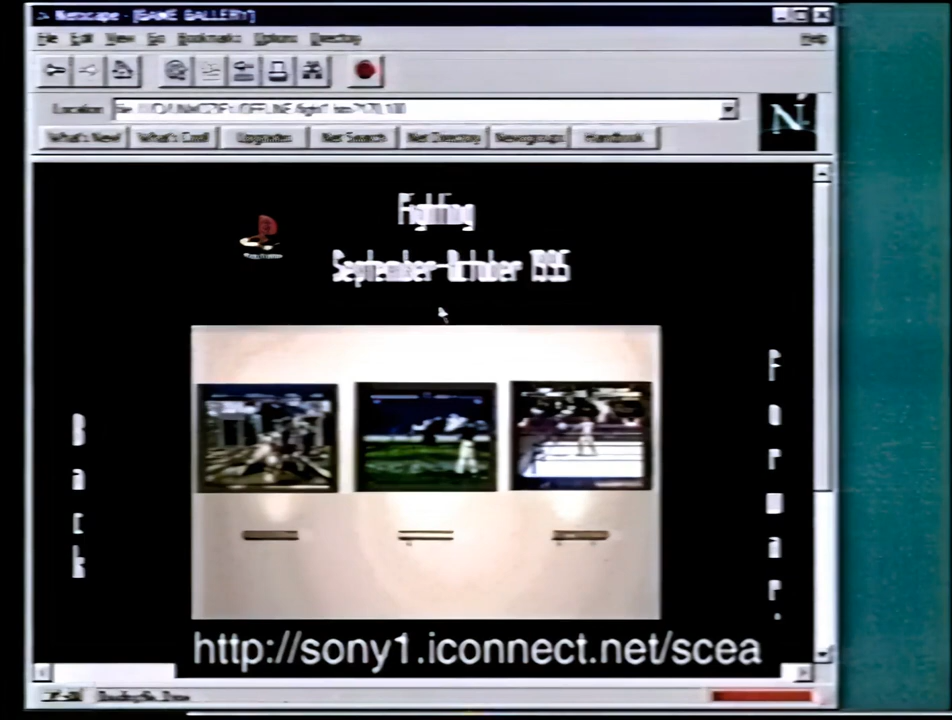 Netscape - [GAME GALLERY]
File Edit View Go Bookmarks Options Directory Help
Location:
What's New! What's Cool! Upgrades Net Search Net Directory Newsgroups Handbook
N
Fighting
September-October 1995
Back
Forward
http://sony1.iconnect.net/scea